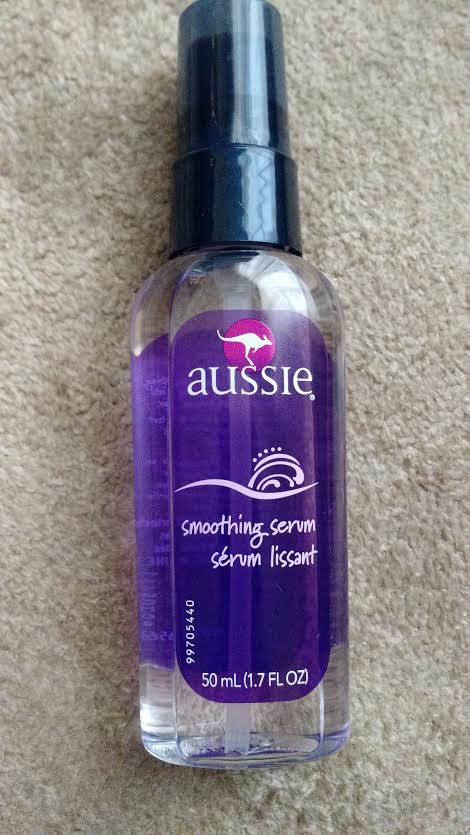 aussie®
smoothing serum
sérum lissant
99705440
50 mL (1.7 FL OZ)